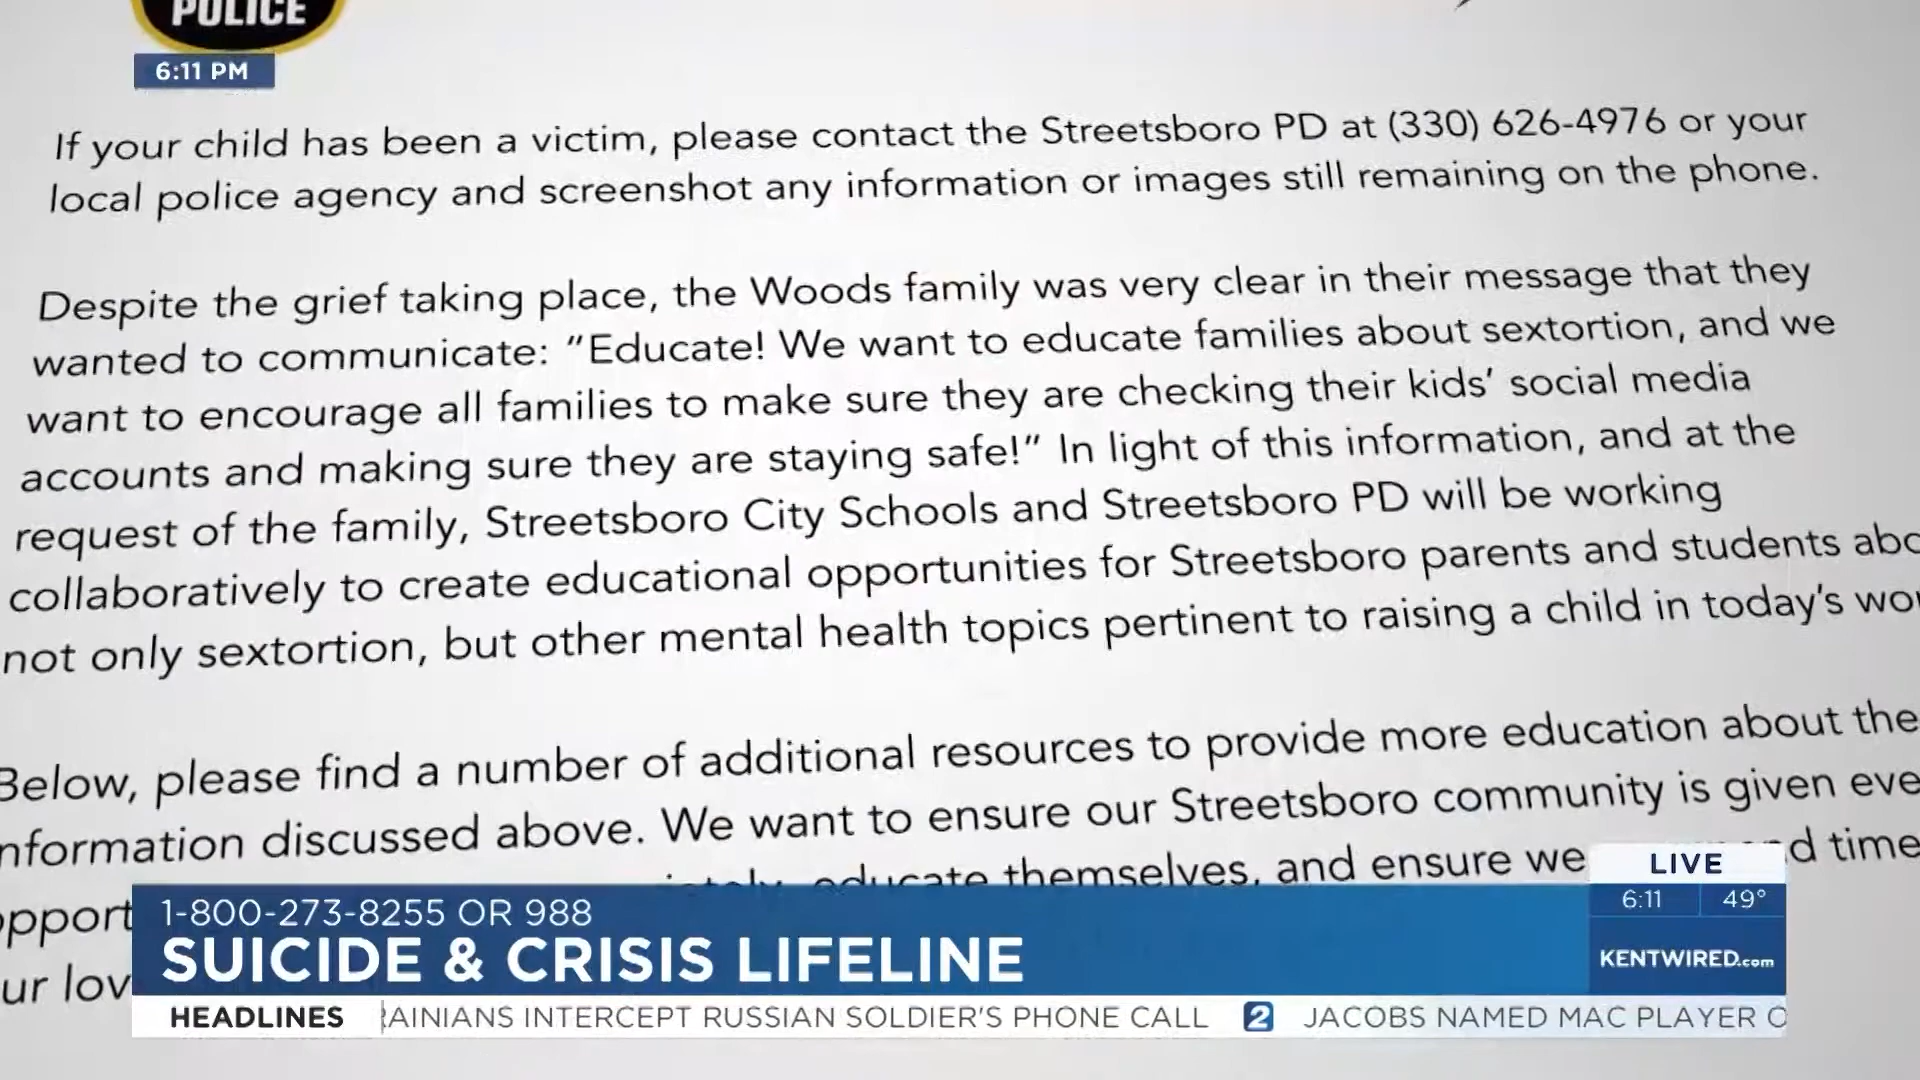 POLICE
6:11 PM
If your child has been a victim, please contact the Streetsboro PD at (330) 626-4976 or your
local police agency and screenshot any information or images still remaining on the phone.
Despite the grief taking place, the Woods family was very clear in their message that they
wanted to communicate: "Educate! We want to educate families about sextortion, and we
want to encourage all families to make sure they are checking their kids' social media
accounts and making sure they are staying safe!" In light of this information, and at the
request of the family, Streetsboro City Schools and Streetsboro PD will be working
collaboratively to create educational opportunities for Streetsboro parents and students abo
not only sextortion, but other mental health topics pertinent to raising a child in today's wor
Below, please find a number of additional resources to provide more education about the
nformation discussed above. We want to ensure our Streetsboro community is given eve
educate themselves, and ensure we d time
pport
ur lov
1-800-273-8255 OR 988
SUICIDE & CRISIS LIFELINE
LIVE
6:11 49°
KENTWIRED.com
HEADLINES AINIANS INTERCEPT RUSSIAN SOLDIER'S PHONE CALL 2 JACOBS NAMED MAC PLAYER O